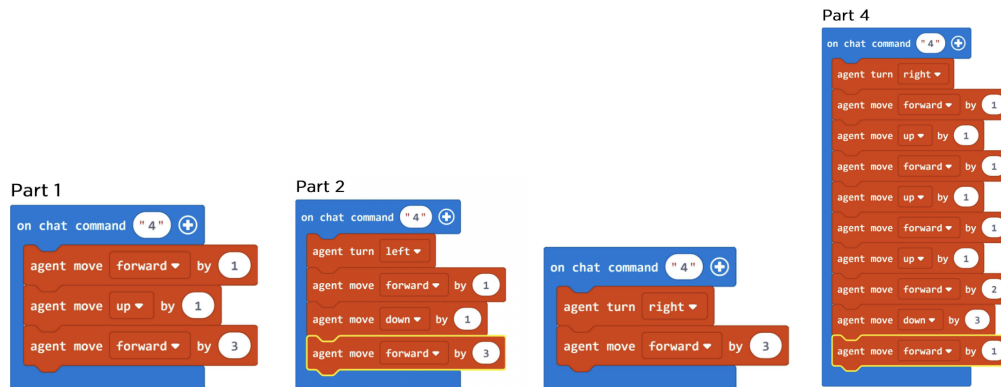 Part 1
on chat command "4"
agent move forward by 1
agent move up by 1
agent move forward by 3
Part 2
on chat command "4"
agent turn left
agent move forward by 1
agent move down by 1
agent move forward by 3
on chat command "4"
agent turn right
agent move forward by 3
Part 4
on chat command "4"
agent turn right
agent move forward by 1
agent move up by 1
agent move forward by 1
agent move up by 1
agent move forward by 1
agent move up by 1
agent move forward by 2
agent move down by 3
agent move forward by 1